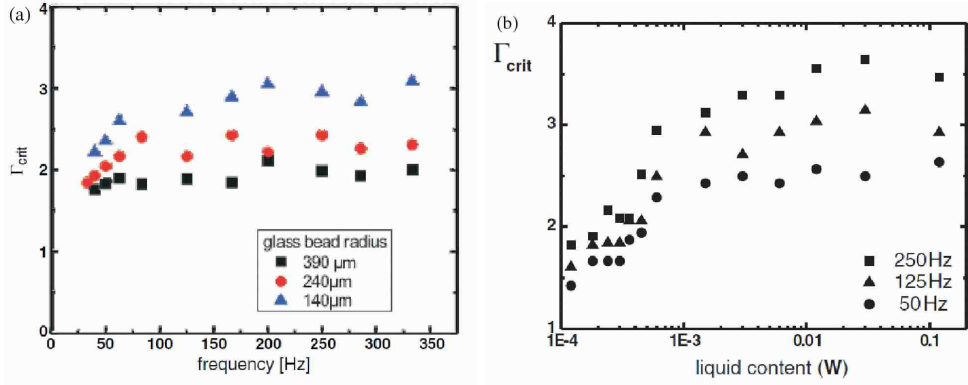 (a)
4
3
2
1
0
Γcrit
0 50 100 150 200 250 300 350
frequency [Hz]
glass bead radius
390 µm
240µm
140µm
(b)
Γcrit
4
3
2
1
1E-4 1E-3 0.01 0.1
liquid content (W)
250Hz
125Hz
50Hz